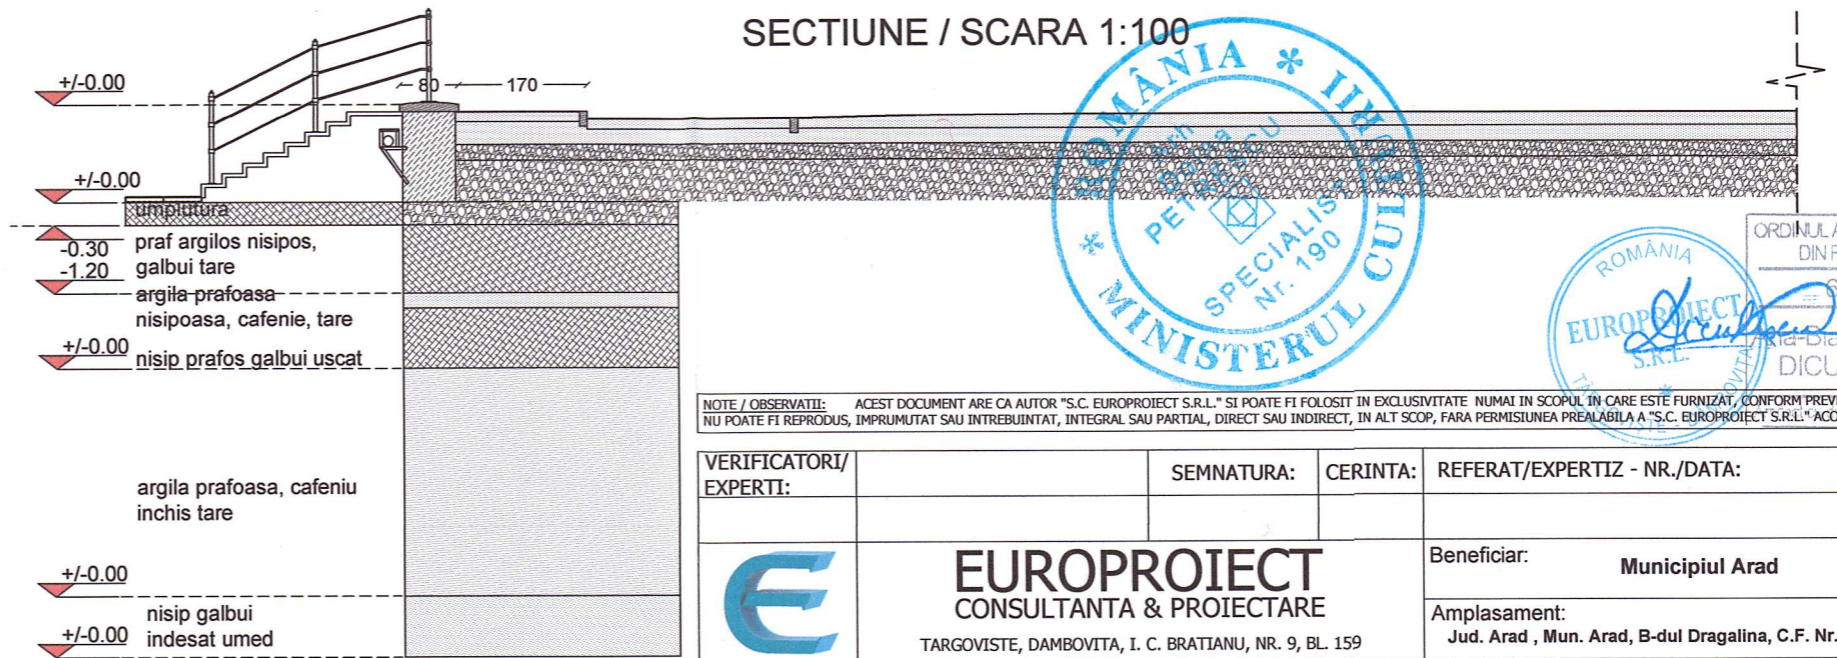 SECTIUNE / SCARA 1:100
+/-0.00
80
170
+/-0.00
umplutura
-0.30
praf argilos nisipos,
galbui tare
-1.20
argila prafoasa
nisipoasa, cafenie, tare
+/-0.00
nisip prafos galbui uscat
argila prafoasa, cafeniu
inchis tare
+/-0.00
nisip galbui
indesat umed
+/-0.00
ROMÂNIA
MINISTERUL CULTURII
Arh
Doina
PETRESCU
SPECIALIST
Nr. 190
ROMÂNIA
EUROPROIECT
S.R.L.
TÂRGOVIȘTE - DÂMBOVIȚA
ORDINUL A
DIN
DICU
NOTE / OBSERVATII: ACEST DOCUMENT ARE CA AUTOR "S.C. EUROPROIECT S.R.L." SI POATE FI FOLOSIT IN EXCLUSIVITATE NUMAI IN SCOPUL IN CARE ESTE FURNIZAT, CONFORM PREV
NU POATE FI REPRODUS, IMPRUMUTAT SAU INTREBUINTAT, INTEGRAL SAU PARTIAL, DIRECT SAU INDIRECT, IN ALT SCOP, FARA PERMISIUNEA PREALABILA A "S.C. EUROPROIECT S.R.L." ACO
VERIFICATORI/
EXPERTI:
SEMNATURA:
CERINTA:
REFERAT/EXPERTIZ - NR./DATA:
EUROPROIECT
CONSULTANTA & PROIECTARE
TARGOVISTE, DAMBOVITA, I. C. BRATIANU, NR. 9, BL. 159
Beneficiar:
Municipiul Arad
Amplasament:
Jud. Arad , Mun. Arad, B-dul Dragalina, C.F. Nr.